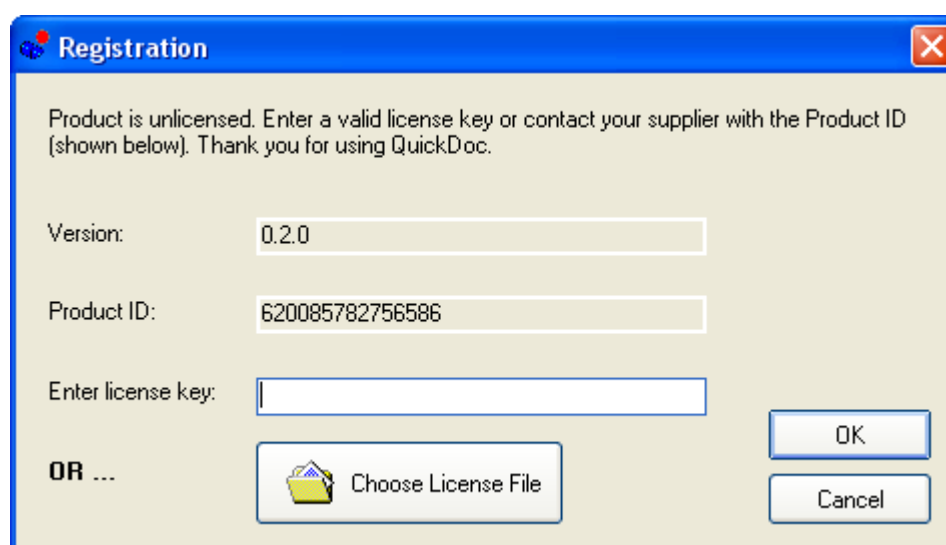 Registration
Product is unlicensed. Enter a valid license key or contact your supplier with the Product ID
(shown below). Thank you for using QuickDoc.
Version:
0.2.0
Product ID:
620085782756586
Enter license key:
OK
OR ...
Choose License File
Cancel